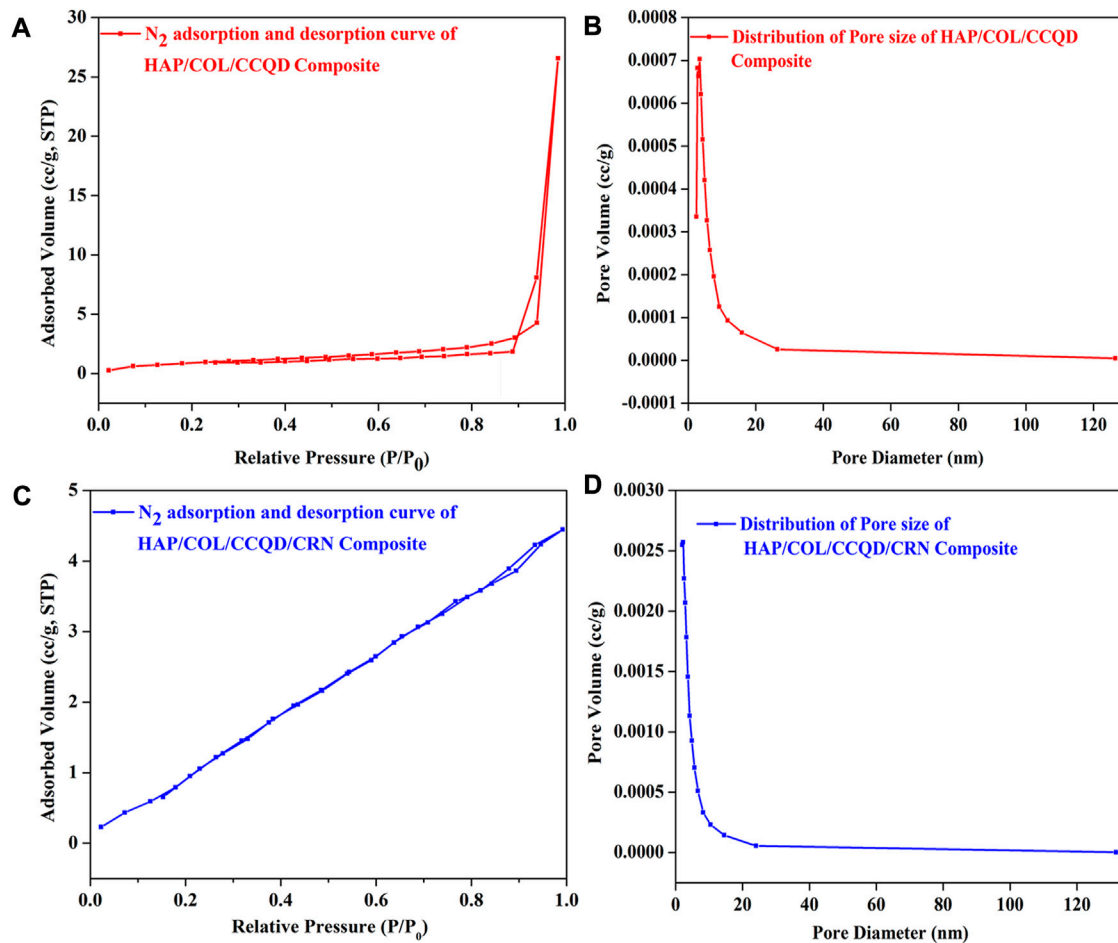 A
N2 adsorption and desorption curve of
HAP/COL/CCQD Composite
Adsorbed Volume (cc/g, STP)
30
25
20
15
10
5
0
0.0 0.2 0.4 0.6 0.8 1.0
Relative Pressure (P/P0)
B
Distribution of Pore size of HAP/COL/CCQD
Composite
Pore Volume (cc/g)
0.0008
0.0007
0.0006
0.0005
0.0004
0.0003
0.0002
0.0001
0.0000
-0.0001
0 20 40 60 80 100 120
Pore Diameter (nm)
C
N2 adsorption and desorption curve of
HAP/COL/CCQD/CRN Composite
Adsorbed Volume (cc/g, STP)
5
4
3
2
1
0
0.0 0.2 0.4 0.6 0.8 1.0
Relative Pressure (P/P0)
D
Distribution of Pore size of
HAP/COL/CCQD/CRN Composite
Pore Volume (cc/g)
0.0030
0.0025
0.0020
0.0015
0.0010
0.0005
0.0000
0 20 40 60 80 100 120
Pore Diameter (nm)